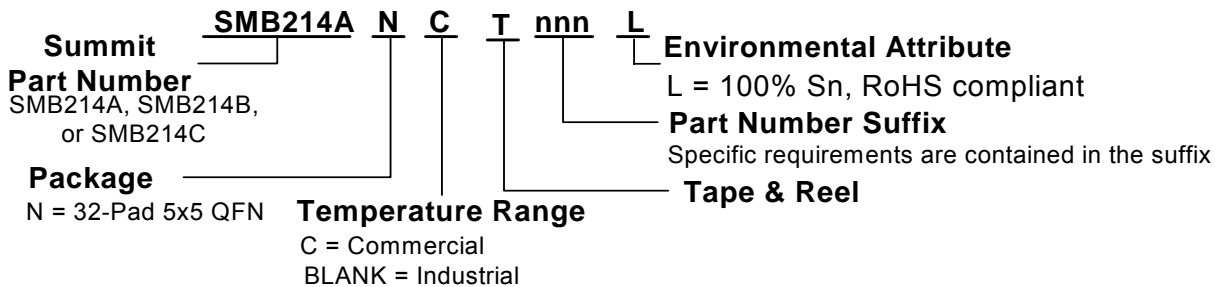 SMB214A N C T nnn L
Summit
Part Number
SMB214A, SMB214B,
or SMB214C
Package
N = 32-Pad 5x5 QFN
Temperature Range
C = Commercial
BLANK = Industrial
Environmental Attribute
L = 100% Sn, RoHS compliant
Part Number Suffix
Specific requirements are contained in the suffix
Tape & Reel